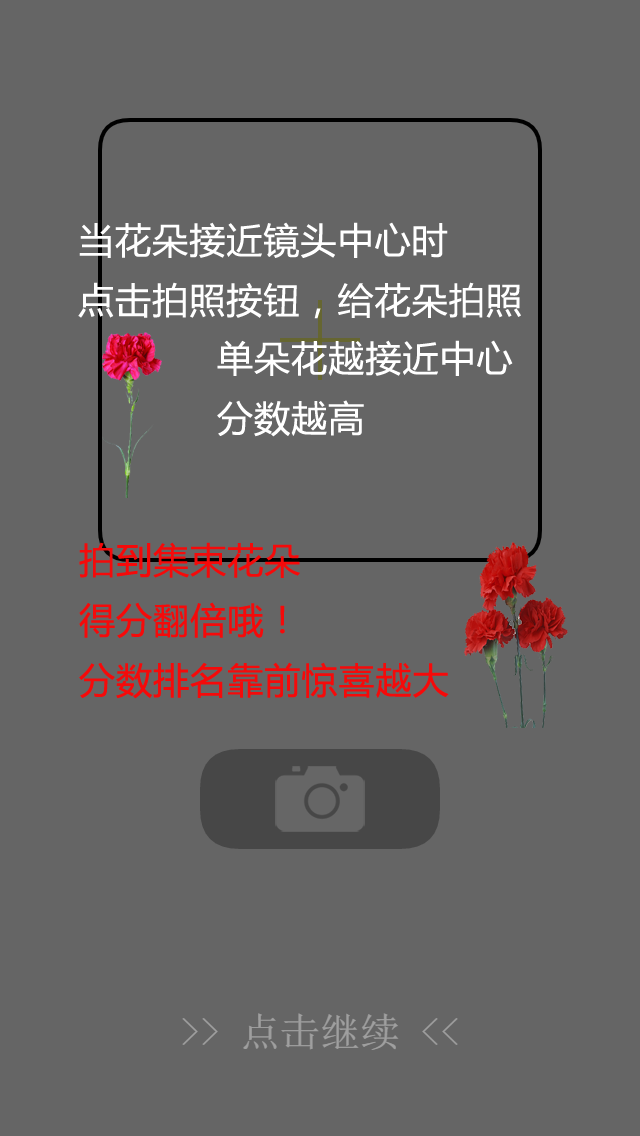 当花朵接近镜头中心时
点击拍照按钮，给花朵拍照
单朵花越接近中心
分数越高
拍到集束花朵
得分翻倍哦！
分数排名靠前惊喜越大
>> 点击继续 <<